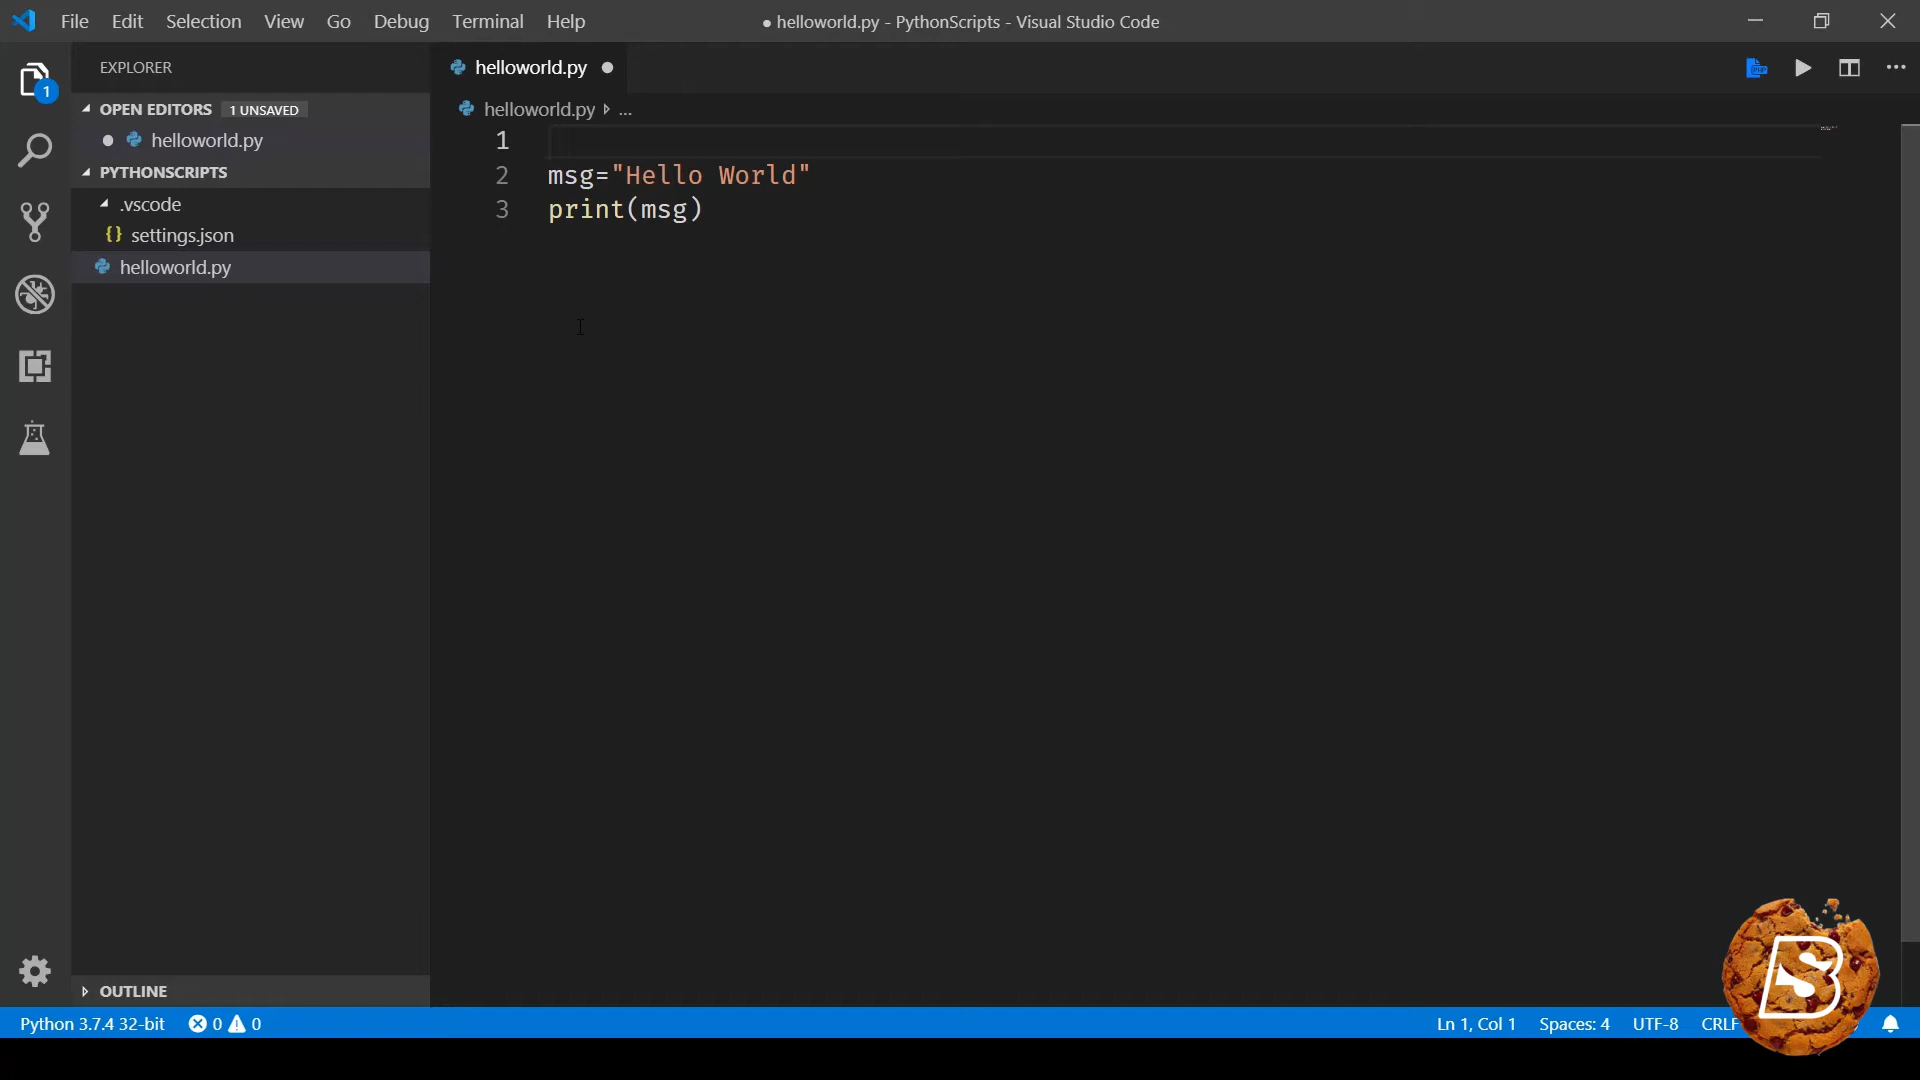 File Edit Selection View Go Debug Terminal Help
● helloworld.py - PythonScripts - Visual Studio Code
EXPLORER
1
OPEN EDITORS 1 UNSAVED
helloworld.py
PYTHONSCRIPTS
.vscode
{} settings.json
helloworld.py
OUTLINE
helloworld.py
helloworld.py ...
1
2 msg="Hello World"
3 print(msg)
Python 3.7.4 32-bit 0 0
Ln 1, Col 1 Spaces: 4 UTF-8 CRLF
B